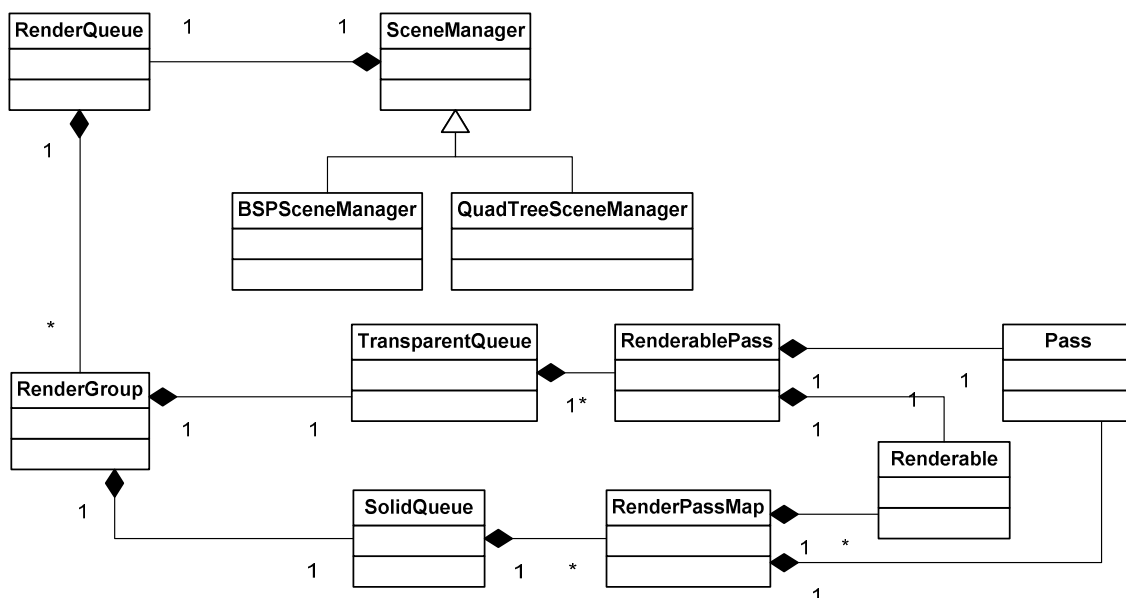 RenderQueue
1
1
SceneManager
1
BSPSceneManager
QuadTreeSceneManager
*
TransparentQueue
RenderablePass
Pass
RenderGroup
1
1
1*
1
1
1
1
Renderable
1
SolidQueue
RenderPassMap
1
1
*
1
*
1